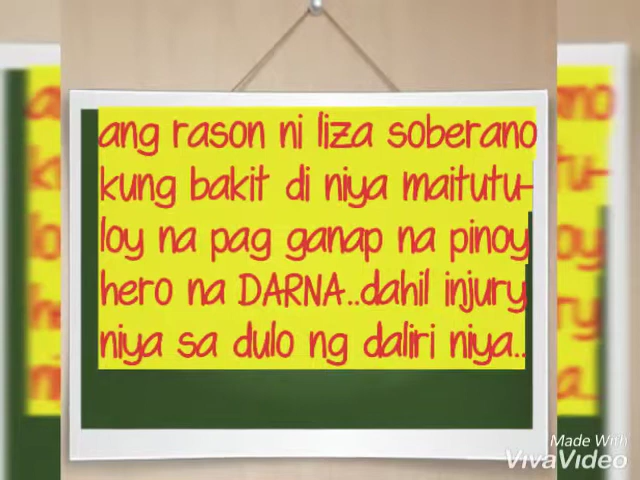 ang rason ni liza soberano
kung bakit di niya maitutu-
loy na pag ganap na pinoy
hero na DARNA..dahil injury
niya sa dulo ng daliri niya..
Made With
VivaVideo